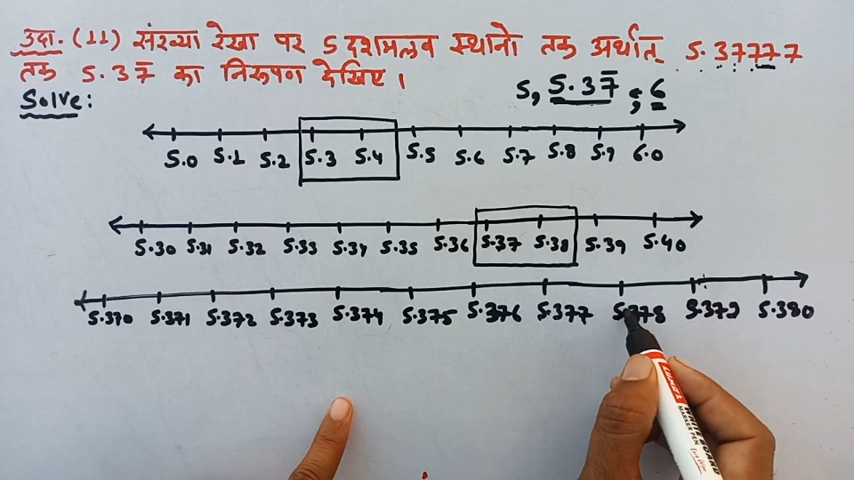 उदा. (11) संख्या रेखा पर 5 दशमलव स्थानो तक अर्थात् 5.37777
तक 5.37̅ का निरूपण देखिए।
5, 5.37̅ ; 6
Solve:
5.0 5.1 5.2 5.3 5.4 5.5 5.6 5.7 5.8 5.9 6.0
5.30 5.31 5.32 5.33 5.34 5.35 5.36 5.37 5.38 5.39 5.40
5.370 5.371 5.372 5.373 5.374 5.375 5.376 5.377 5.378 5.379 5.380